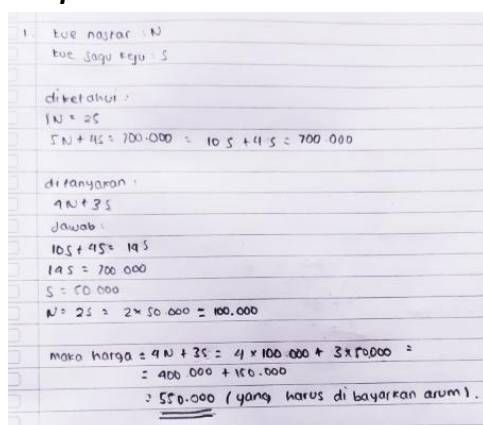 1. kue nastar : N
kue sagu keju : S
diketahui :
1N = 2S
5N + 4S = 700.000 = 10S + 4S = 700.000
ditanyakan :
4N + 3S
Jawab :
10S + 4S = 14S
14S = 700 000
S = 50 000
N = 2S = 2 x 50.000 = 100.000
maka harga = 4N + 3S = 4 x 100.000 + 3 x 50,000 =
= 400.000 + 150.000
= 550.000 (yang harus di bayarkan arum).